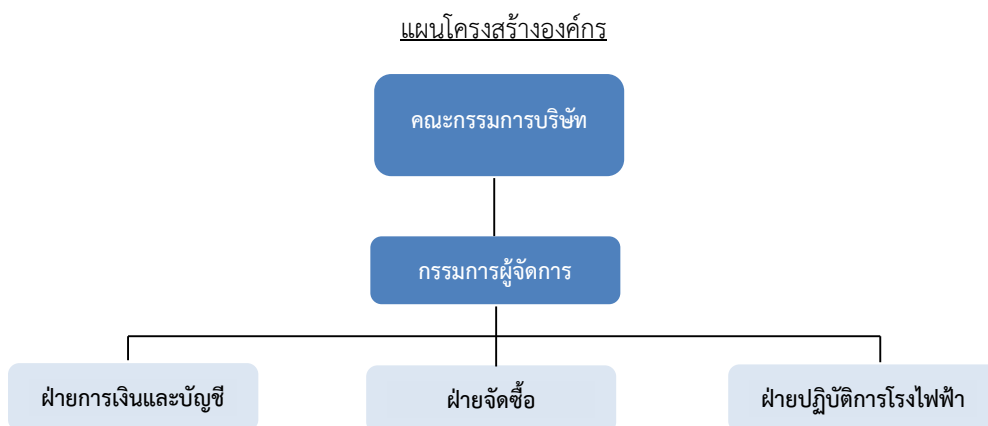 แผนโครงสร้างองค์กร
คณะกรรมการบริษัท
กรรมการผู้จัดการ
ฝ่ายการเงินและบัญชี
ฝ่ายจัดซื้อ
ฝ่ายปฏิบัติการโรงไฟฟ้า